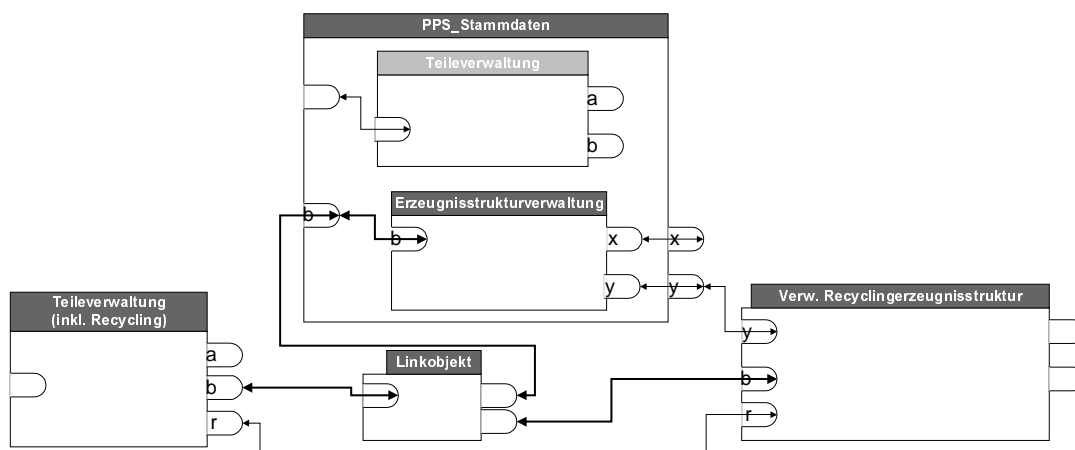 PPS_Stammdaten
Teileverwaltung
a
b
b
Erzeugnisstrukturverwaltung
b
x
x
y
y
Teileverwaltung
(inkl. Recycling)
a
b
r
Linkobjekt
Verw. Recyclingerzeugnisstruktur
y
b
r